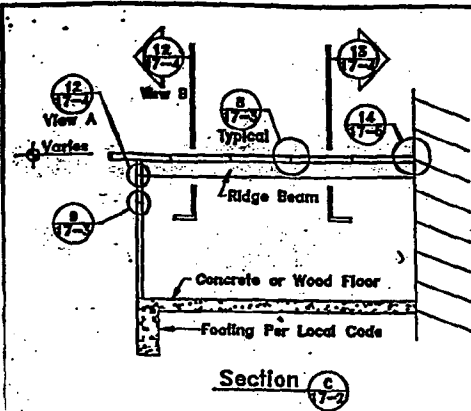 12
17-4
View B
13
17-4
12
17-4
View A
8
17-3
Typical
14
17-5
Varies
Ridge Beam
9
17-3
Concrete or Wood Floor
Footing Per Local Code
Section
C
17-2